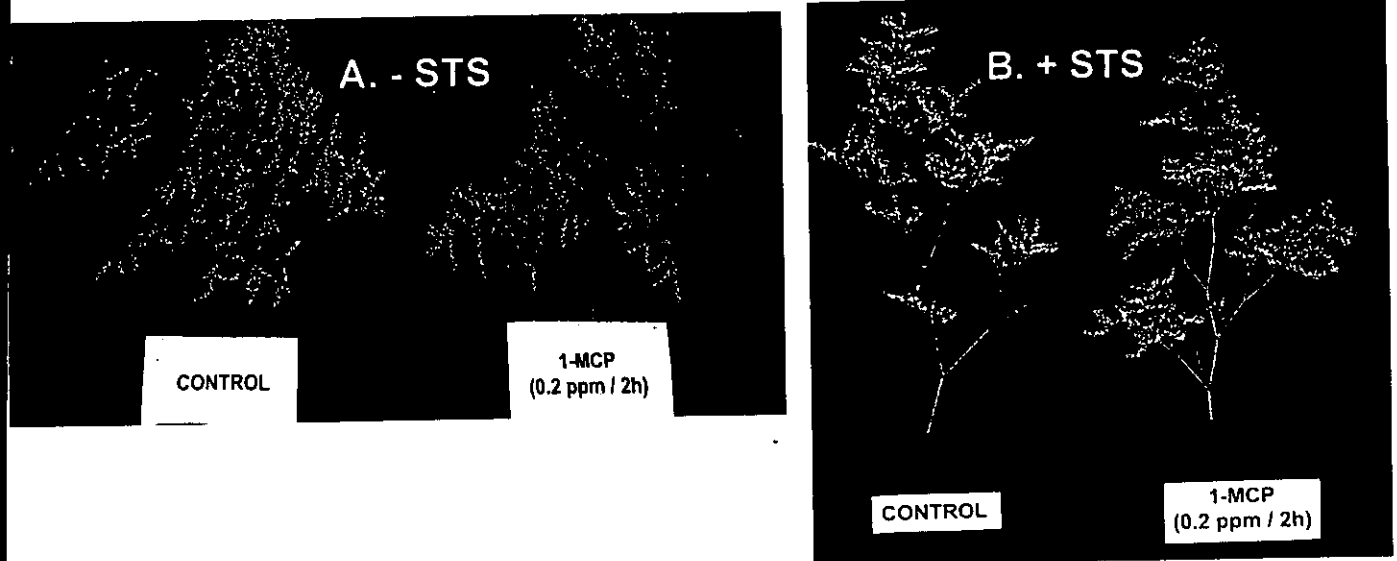 A. - STS
CONTROL
1-MCP
(0.2 ppm / 2h)
B. + STS
CONTROL
1-MCP
(0.2 ppm / 2h)